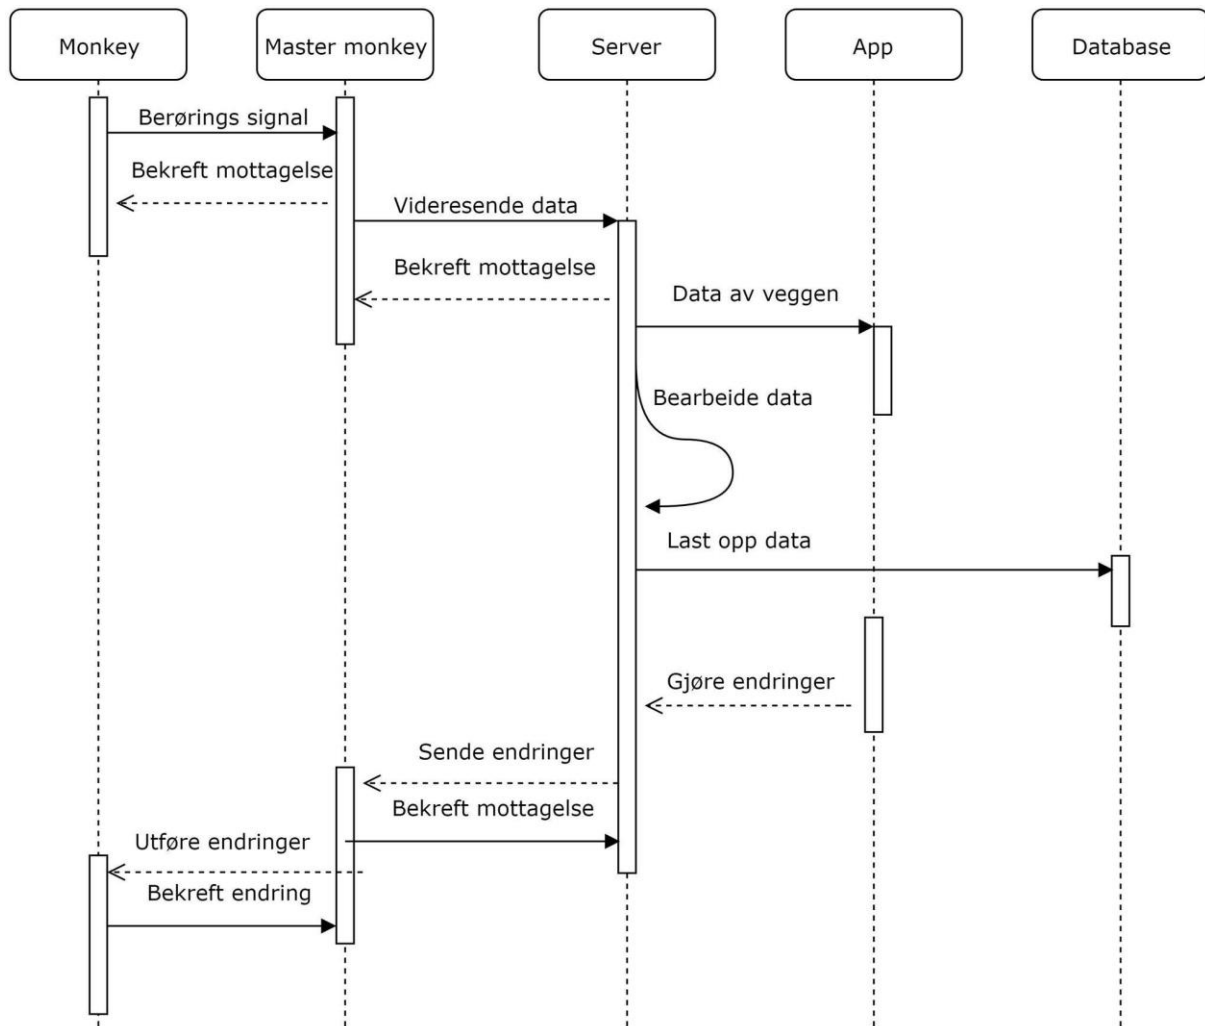 Monkey
Master monkey
Server
App
Database
Berørings signal
Bekreft mottagelse
Videresende data
Bekreft mottagelse
Data av veggen
Bearbeide data
Last opp data
Gjøre endringer
Sende endringer
Bekreft mottagelse
Utføre endringer
Bekreft endring